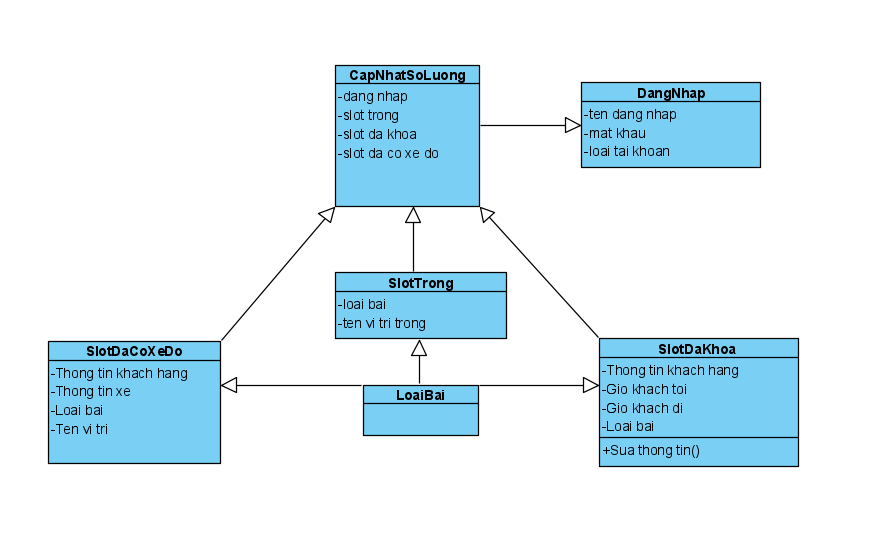 CapNhatSoLuong
-dang nhap
-slot trong
-slot da khoa
-slot da co xe do
DangNhap
-ten dang nhap
-mat khau
-loai tai khoan
SlotTrong
-loai bai
-ten vi tri trong
SlotDaCoXeDo
-Thong tin khach hang
-Thong tin xe
-Loai bai
-Ten vi tri
LoaiBai
SlotDaKhoa
-Thong tin khach hang
-Gio khach toi
-Gio khach di
-Loai bai
+Sua thong tin()